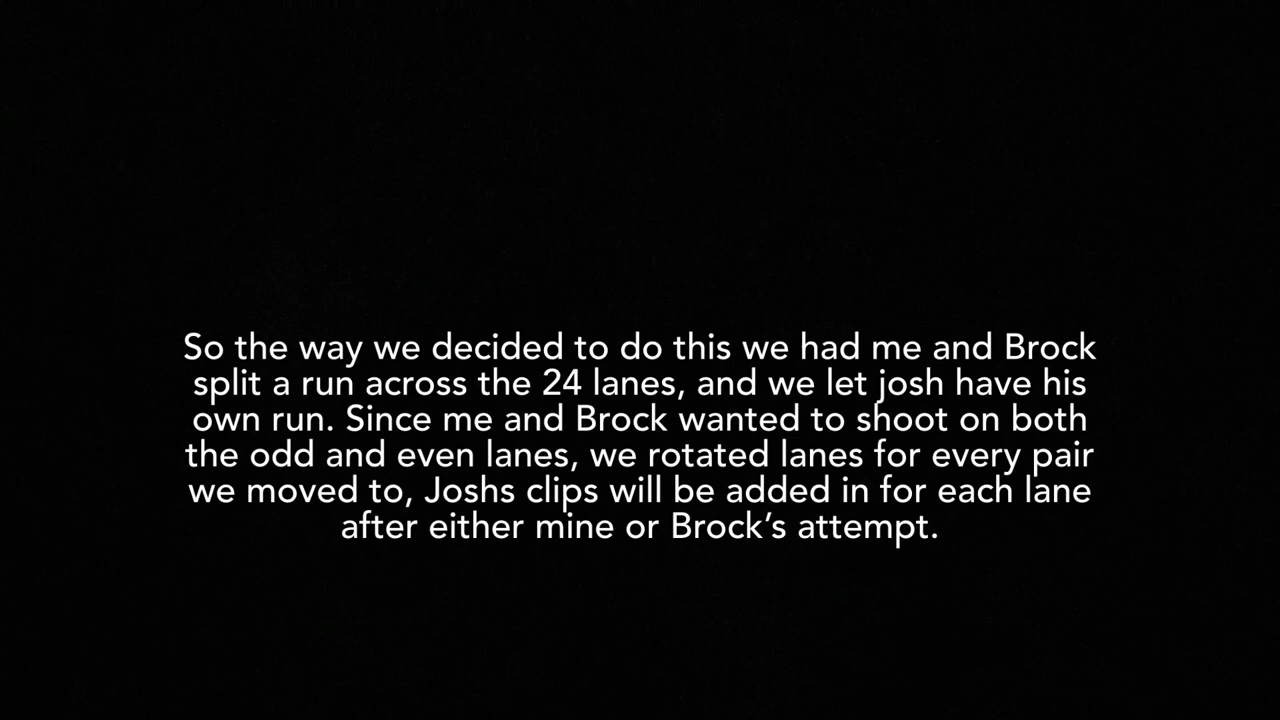 So the way we decided to do this we had me and Brock
split a run across the 24 lanes, and we let josh have his
own run. Since me and Brock wanted to shoot on both
the odd and even lanes, we rotated lanes for every pair
we moved to, Joshs clips will be added in for each lane
after either mine or Brock’s attempt.